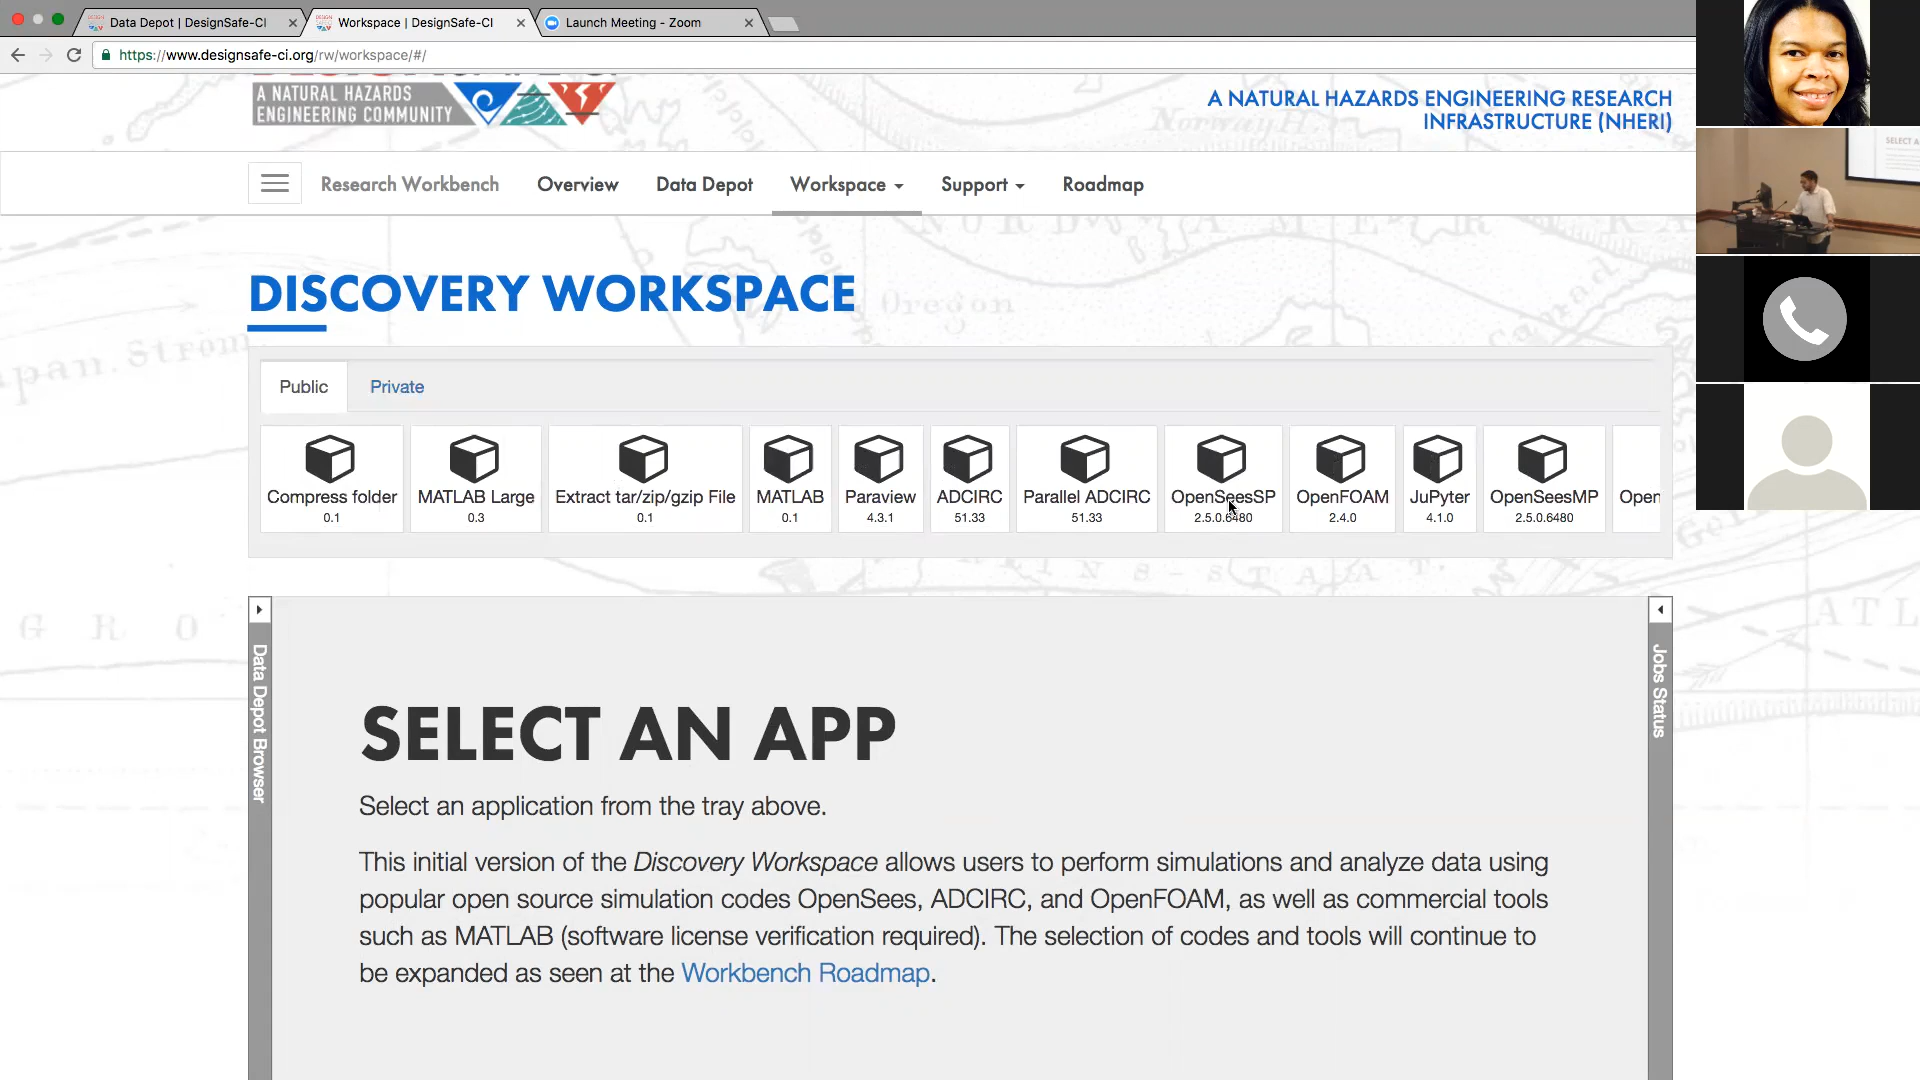 Data Depot | DesignSafe-CI
Workspace | DesignSafe-CI
Launch Meeting - Zoom
https://www.designsafe-ci.org/rw/workspace/#/
A NATURAL HAZARDS
ENGINEERING COMMUNITY
A NATURAL HAZARDS ENGINEERING RESEARCH
INFRASTRUCTURE (NHERI)
Research Workbench
Overview
Data Depot
Workspace
Support
Roadmap
DISCOVERY WORKSPACE
Oregon
Public
Private
Compress folder
0.1
MATLAB Large
0.3
Extract tar/zip/gzip File
0.1
MATLAB
0.1
Paraview
4.3.1
ADCIRC
51.33
Parallel ADCIRC
51.33
OpenSeesSP
2.5.0.6480
OpenFOAM
2.4.0
JuPyter
4.1.0
OpenSeesMP
2.5.0.6480
Open
Data Depot Browser
Jobs Status
SELECT AN APP
Select an application from the tray above.
This initial version of the Discovery Workspace allows users to perform simulations and analyze data using
popular open source simulation codes OpenSees, ADCIRC, and OpenFOAM, as well as commercial tools
such as MATLAB (software license verification required). The selection of codes and tools will continue to
be expanded as seen at the Workbench Roadmap.
SELECT A